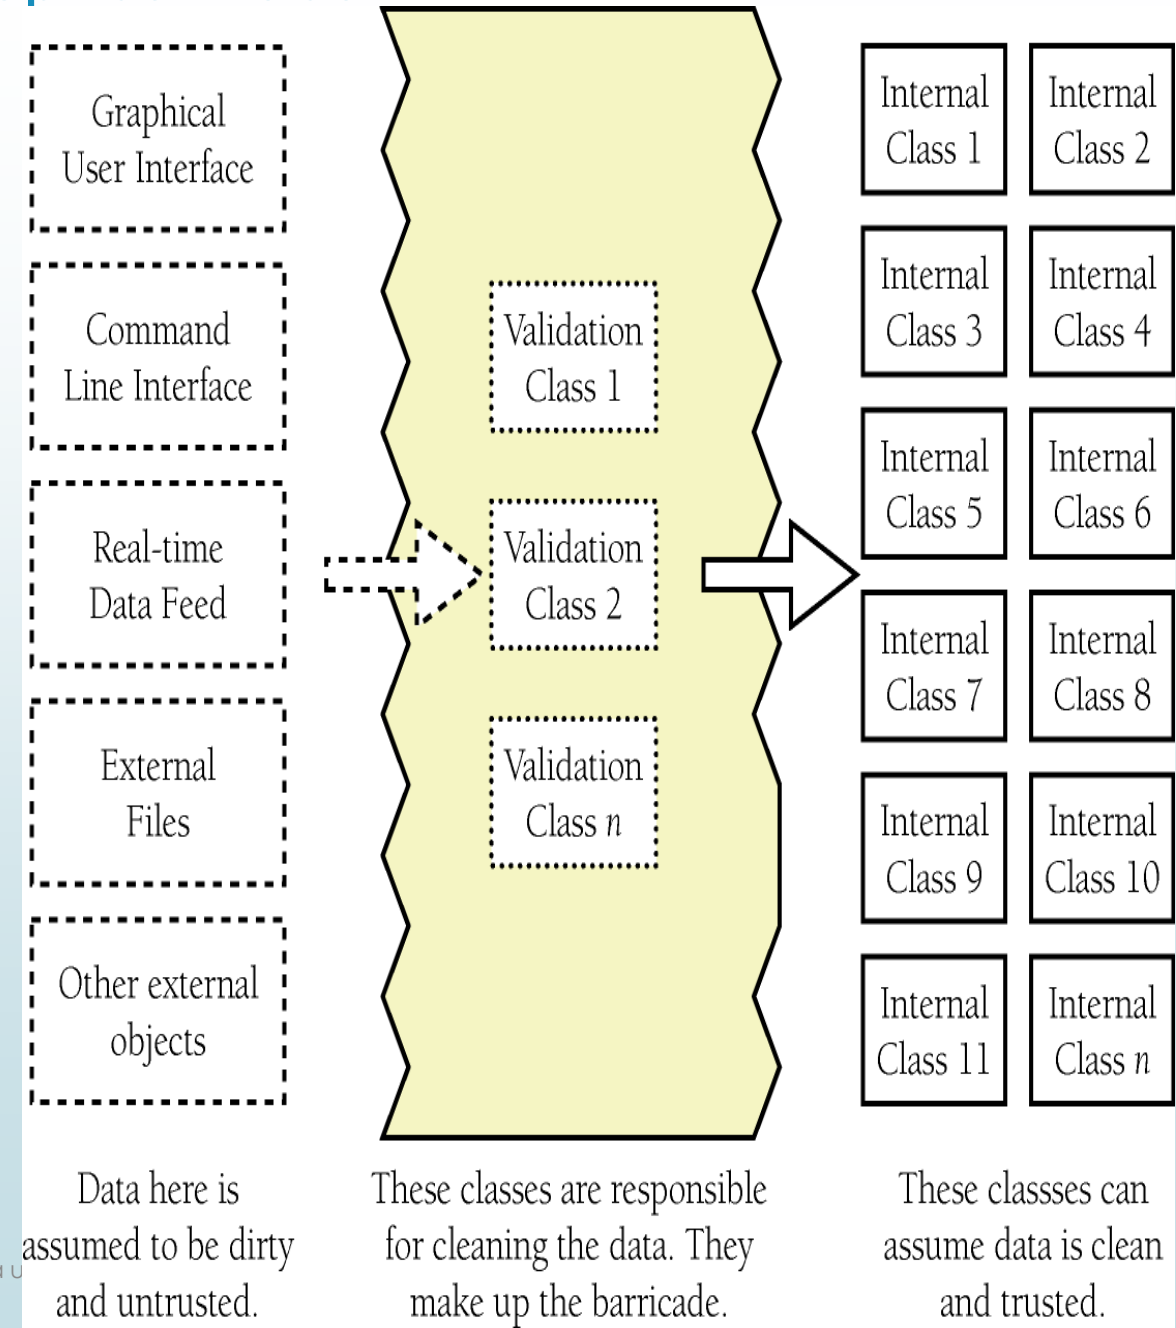 Graphical
User Interface
Command
Line Interface
Real-time
Data Feed
External
Files
Other external
objects
Data here is
assumed to be dirty
and untrusted.
Validation
Class 1
Validation
Class 2
Validation
Class n
These classes are responsible
for cleaning the data. They
make up the barricade.
Internal
Class 1
Internal
Class 2
Internal
Class 3
Internal
Class 4
Internal
Class 5
Internal
Class 6
Internal
Class 7
Internal
Class 8
Internal
Class 9
Internal
Class 10
Internal
Class 11
Internal
Class n
These classses can
assume data is clean
and trusted.